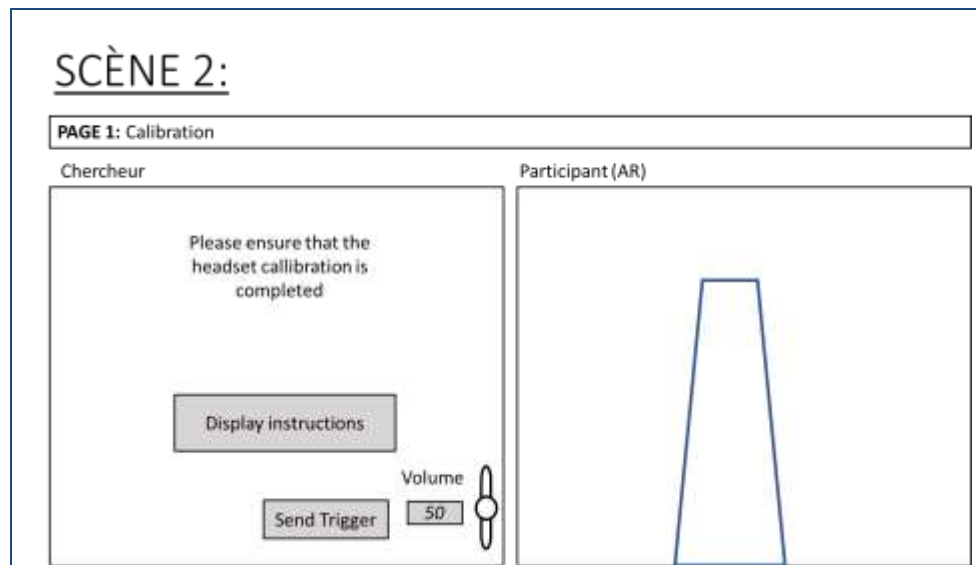 SCÈNE 2:
PAGE 1: Calibration
Chercheur
Participant (AR)
Please ensure that the
headset callibration is
completed
Display instructions
Volume
Send Trigger
50